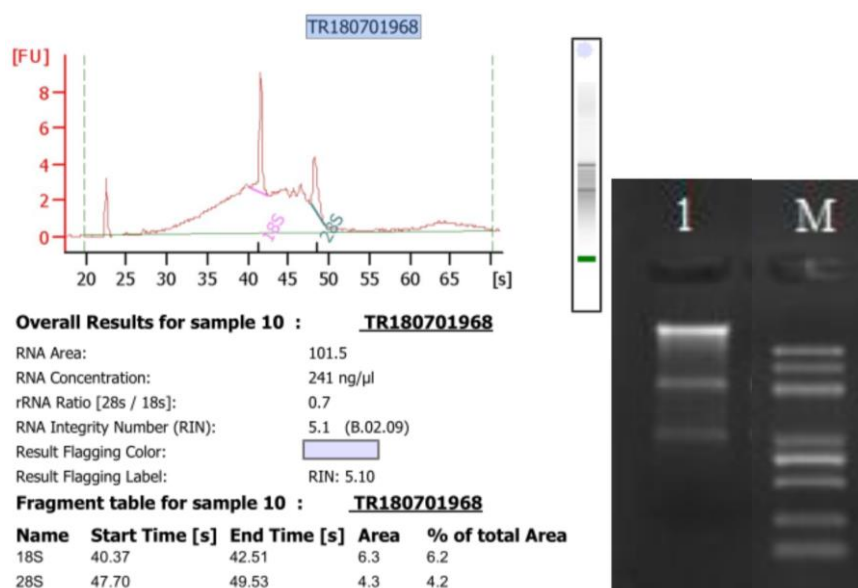 TR180701968
[FU]
8
6
4
2
0
18S
28S
20 25 30 35 40 45 50 55 60 65 [s]
1 M
Overall Results for sample 10 : TR180701968
RNA Area: 101.5
RNA Concentration: 241 ng/µl
rRNA Ratio [28s / 18s]: 0.7
RNA Integrity Number (RIN): 5.1 (B.02.09)
Result Flagging Color:
Result Flagging Label: RIN: 5.10
Fragment table for sample 10 : TR180701968
Name Start Time [s] End Time [s] Area % of total Area
18S 40.37 42.51 6.3 6.2
28S 47.70 49.53 4.3 4.2